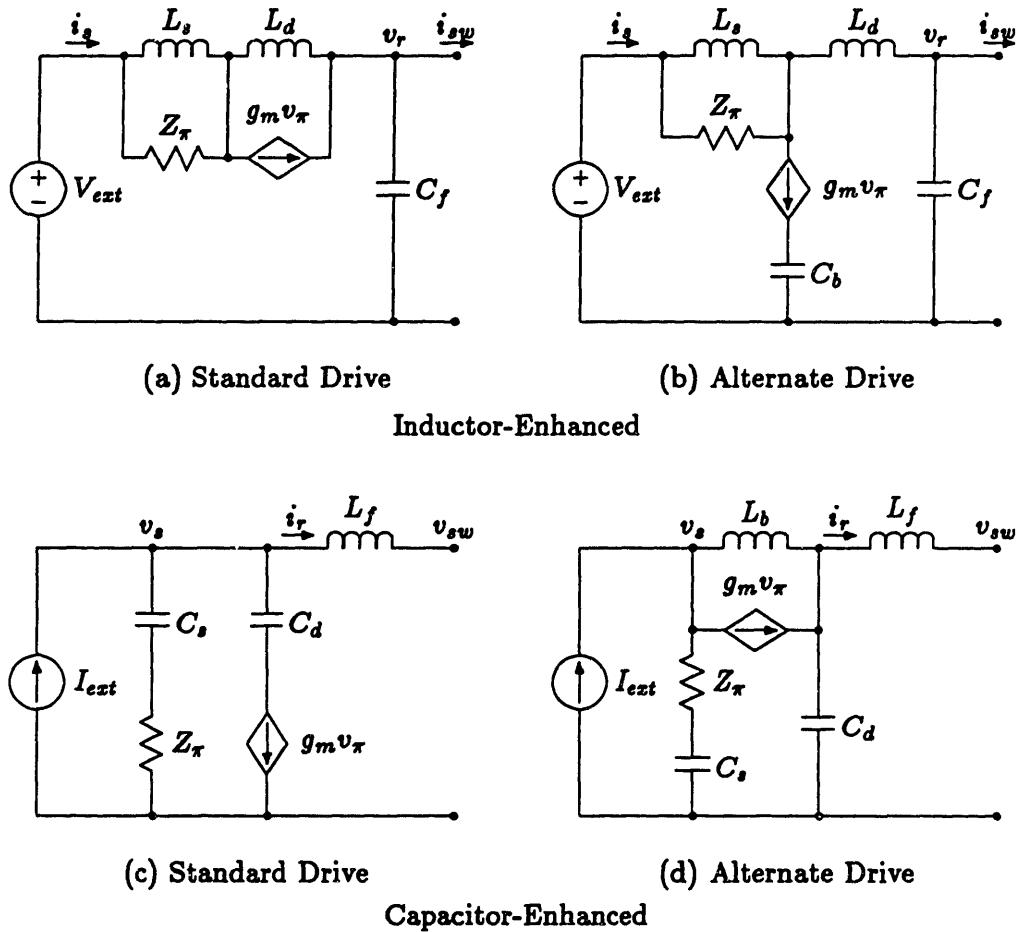 i_s L_s L_d v_r i_sw
Z_π g_m v_π
+
− V_ext C_f
(a) Standard Drive
i_s L_s L_d v_r i_sw
Z_π
+
− V_ext g_m v_π C_f
C_b
(b) Alternate Drive
Inductor-Enhanced
v_s i_r L_f v_sw
C_s C_d
I_ext
Z_π g_m v_π
(c) Standard Drive
v_s L_b i_r L_f v_sw
g_m v_π
I_ext Z_π
C_d
C_s
(d) Alternate Drive
Capacitor-Enhanced